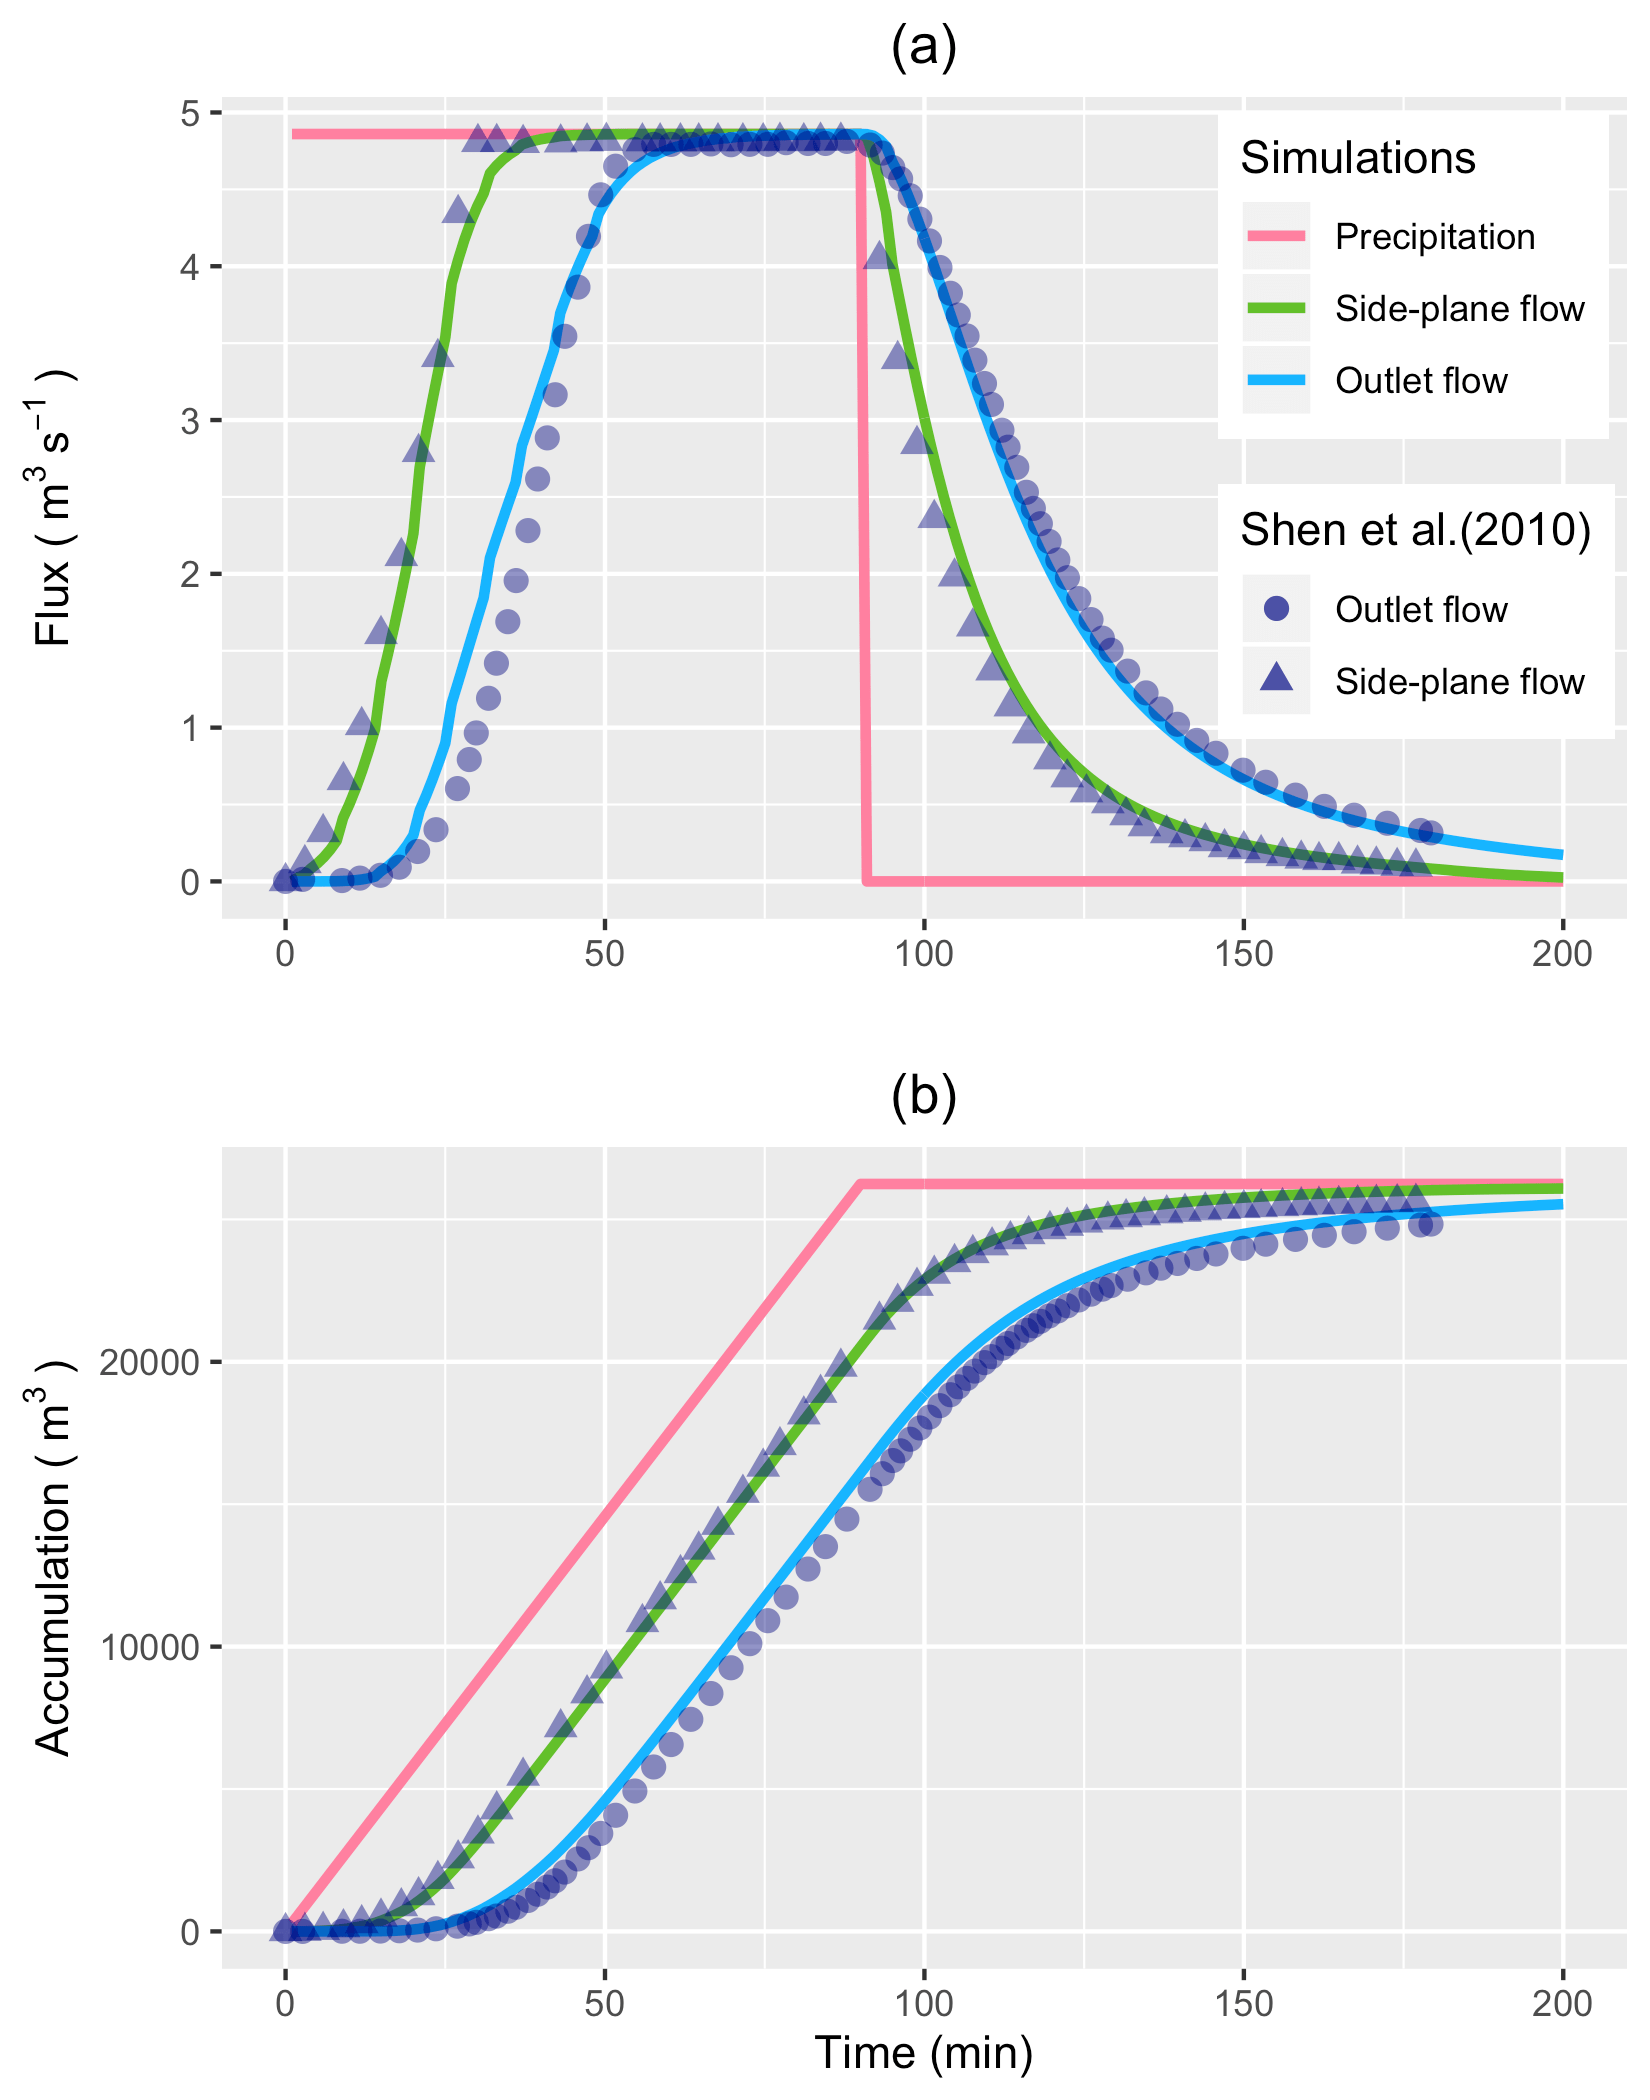 (a)
Flux ( m³ s⁻¹ )
5
4
3
2
1
0
0 50 100 150 200
Simulations
Precipitation
Side-plane flow
Outlet flow
Shen et al.(2010)
Outlet flow
Side-plane flow
(b)
Accumulation ( m³ )
20000
10000
0
0 50 100 150 200
Time (min)